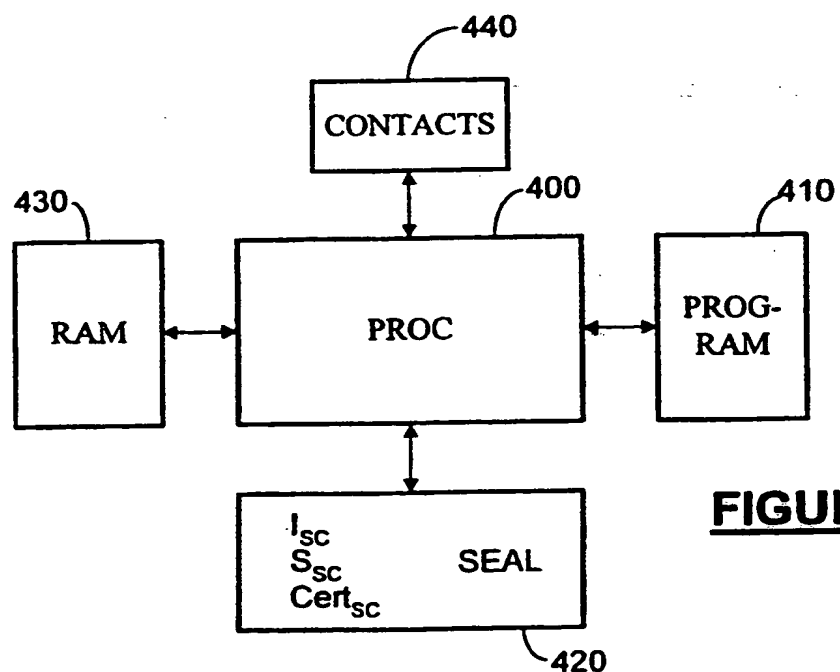 440
CONTACTS
430
400
410
RAM
PROC
PROG-
RAM
I_SC
S_SC
SEAL
Cert_SC
420